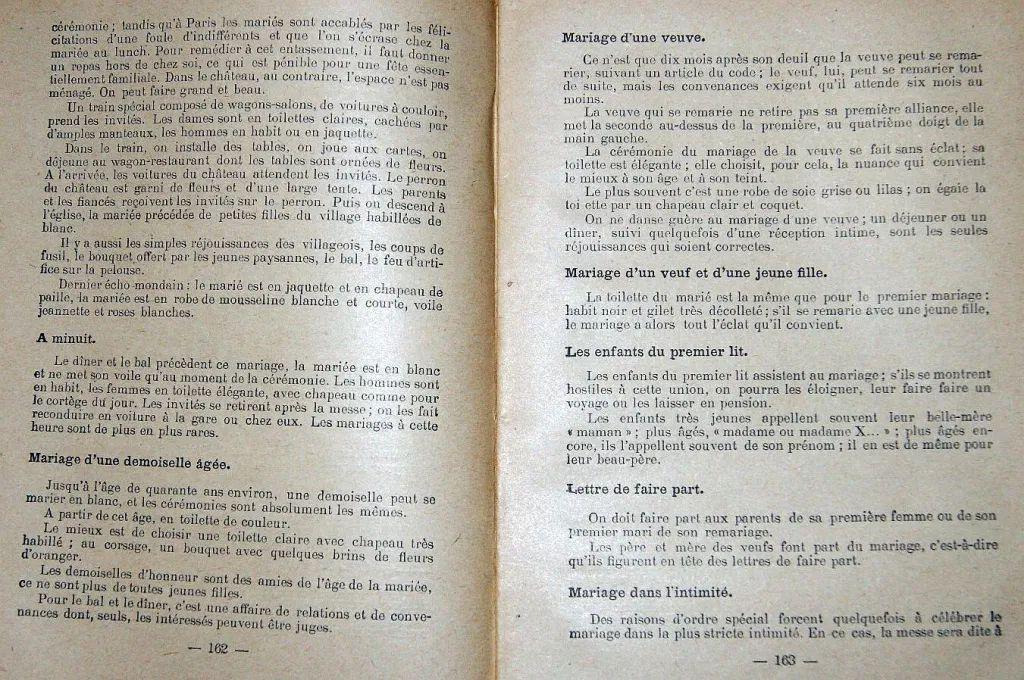 cérémonie ; tandis qu'à Paris les mariés sont accablés par les féli-
citations d'une foule d'indifférents et que l'on s'écrase chez la
mariée au lunch. Pour remédier à cet entassement, il faut donner
un repas hors de chez soi, ce qui est pénible pour une fête essen-
tiellement familiale. Dans le château, au contraire, l'espace n'est pas
ménagé. On peut faire grand et beau.
Un train spécial composé de wagons-salons, de voitures à couloir,
prend les invités. Les dames sont en toilettes claires, cachées par
d'amples manteaux, les hommes en habit ou en jaquette.
Dans le train, on installe des tables, on joue aux cartes, on
déjeune au wagon-restaurant dont les tables sont ornées de fleurs.
A l'arrivée, les voitures du château attendent les invités. Le perron
du château est garni de fleurs et d'une large tente. Les parents
et les fiancés reçoivent les invités sur le perron. Puis on descend à
l'église, la mariée précédée de petites filles du village habillées de
blanc.
Il y a aussi les simples réjouissances des villageois, les coups de
fusil, le bouquet offert par les jeunes paysannes, le bal, le feu d'arti-
fice sur la pelouse.
Dernier écho mondain : le marié est en jaquette et en chapeau de
paille, la mariée est en robe de mousseline blanche et courte, voile
jeannette et roses blanches.
A minuit.
Le dîner et le bal précèdent ce mariage, la mariée est en blanc
et ne met son voile qu'au moment de la cérémonie. Les hommes sont
en habit, les femmes en toilette élégante, avec chapeau comme pour
le cortège du jour. Les invités se retirent après la messe ; on les fait
reconduire en voiture à la gare ou chez eux. Les mariages à cette
heure sont de plus en plus rares.
Mariage d'une demoiselle âgée.
Jusqu'à l'âge de quarante ans environ, une demoiselle peut se
marier en blanc, et les cérémonies sont absolument les mêmes.
A partir de cet âge, en toilette de couleur.
Le mieux est de choisir une toilette claire avec chapeau très
habillé ; au corsage, un bouquet avec quelques brins de fleurs
d'oranger.
Les demoiselles d'honneur sont des amies de l'âge de la mariée,
ce ne sont plus de toutes jeunes filles.
Pour le bal et le dîner, c'est une affaire de relations et de conve-
nances dont, seuls, les intéressés peuvent être juges.
— 162 —
Mariage d'une veuve.
Ce n'est que dix mois après son deuil que la veuve peut se rema-
rier, suivant un article du code ; le veuf, lui, peut se remarier tout
de suite, mais les convenances exigent qu'il attende six mois au
moins.
La veuve qui se remarie ne retire pas sa première alliance, elle
met la seconde au-dessus de la première, au quatrième doigt de la
main gauche.
La cérémonie du mariage de la veuve se fait sans éclat ; sa
toilette est élégante ; elle choisit, pour cela, la nuance qui convient
le mieux à son âge et à son teint.
Le plus souvent c'est une robe de soie grise ou lilas ; on égaie la
toi ette par un chapeau clair et coquet.
On ne danse guère au mariage d'une veuve ; un déjeuner ou un
dîner, suivi quelquefois d'une réception intime, sont les seules
réjouissances qui soient correctes.
Mariage d'un veuf et d'une jeune fille.
La toilette du marié est la même que pour le premier mariage :
habit noir et gilet très décolleté ; s'il se remarie avec une jeune fille,
le mariage a alors tout l'éclat qu'il convient.
Les enfants du premier lit.
Les enfants du premier lit assistent au mariage ; s'ils se montrent
hostiles à cette union, on pourra les éloigner, leur faire faire un
voyage ou les laisser en pension.
Les enfants très jeunes appellent souvent leur belle-mère
« maman » ; plus âgés, « madame ou madame X... » ; plus âgés en-
core, ils l'appellent souvent de son prénom ; il en est de même pour
leur beau-père.
Lettre de faire part.
On doit faire part aux parents de sa première femme ou de son
premier mari de son remariage.
Les père et mère des veufs font part du mariage, c'est-à-dire
qu'ils figurent en tête des lettres de faire part.
Mariage dans l'intimité.
Des raisons d'ordre spécial forcent quelquefois à célébrer le
mariage dans la plus stricte intimité. En ce cas, la messe sera dite à
— 163 —